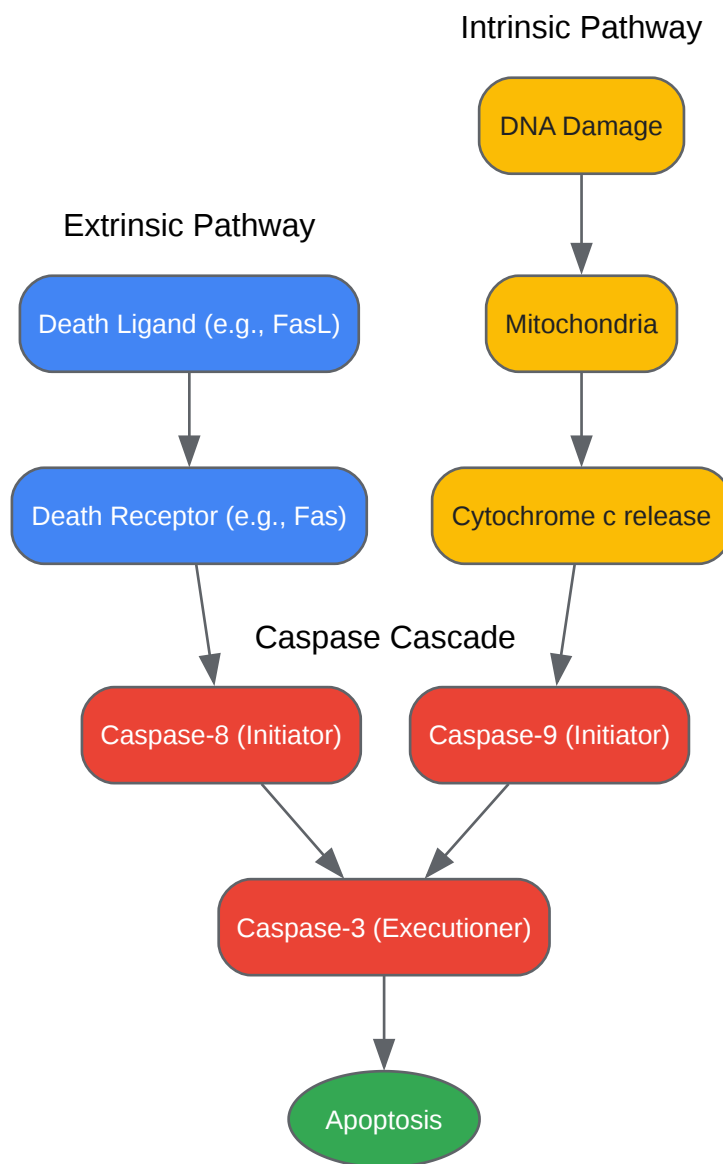 Intrinsic Pathway
DNA Damage
Extrinsic Pathway
Death Ligand (e.g., FasL)
Mitochondria
Death Receptor (e.g., Fas)
Cytochrome c release
Caspase Cascade
Caspase-8 (Initiator)
Caspase-9 (Initiator)
Caspase-3 (Executioner)
Apoptosis